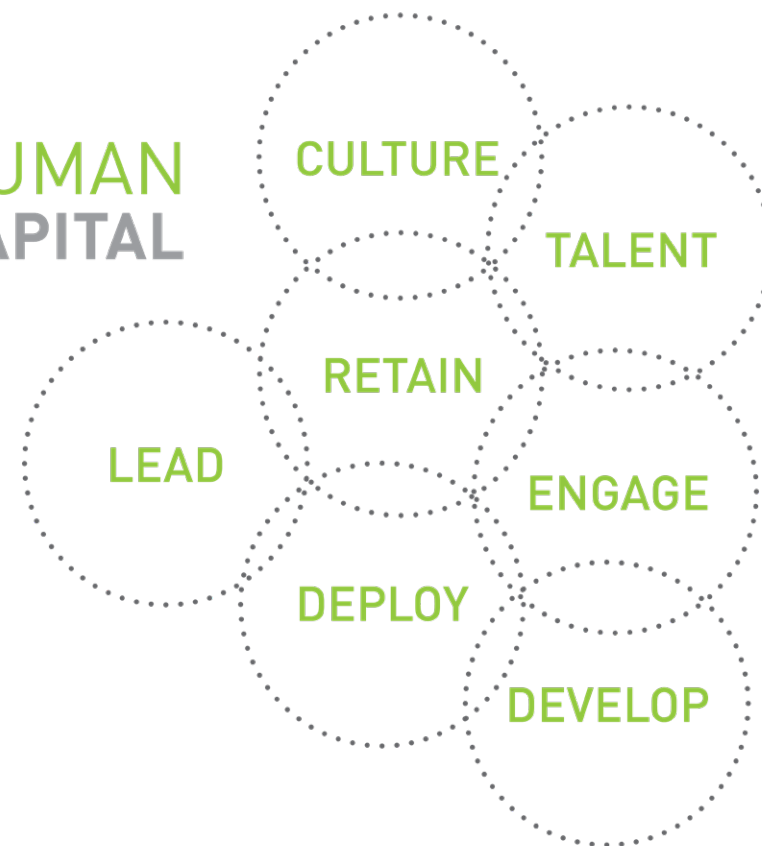 CULTURE
UMAN
APITAL
TALENT
RETAIN
LEAD
ENGAGE
DEPLOY
DEVELOP